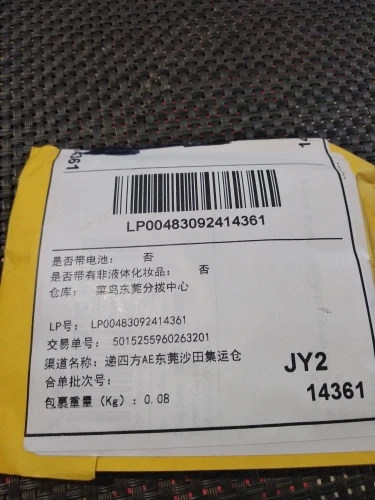 LP00483092414361
是否带电池： 否
是否带有非液体化妆品： 否
仓库： 菜鸟东莞分拨中心
LP号： LP00483092414361
交易单号： 5015255960263201
渠道名称：递四方AE东莞沙田集运仓
JY2
合单批次号：
14361
包裹重量（Kg）：0.08